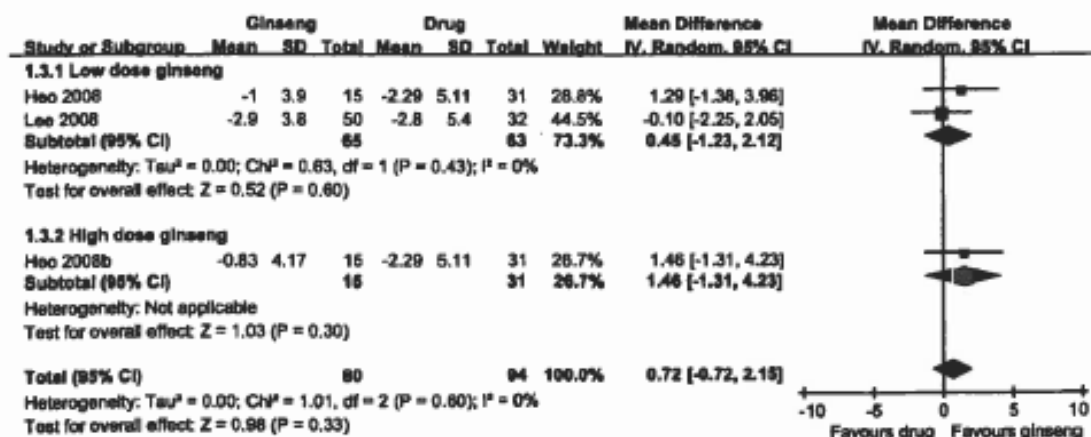 Ginseng Drug Mean Difference Mean Difference
Study or Subgroup Mean SD Total Mean SD Total Weight IV, Random, 95% CI IV, Random, 95% CI
1.3.1 Low dose ginseng
Heo 2008 -1 3.9 15 -2.29 5.11 31 28.8% 1.29 [-1.38, 3.96]
Lee 2008 -2.9 3.8 50 -2.8 5.4 32 44.5% -0.10 [-2.25, 2.05]
Subtotal (95% CI) 65 63 73.3% 0.45 [-1.23, 2.12]
Heterogeneity: Tau² = 0.00; Chi² = 0.63, df = 1 (P = 0.43); I² = 0%
Test for overall effect: Z = 0.52 (P = 0.60)
1.3.2 High dose ginseng
Heo 2008b -0.83 4.17 15 -2.29 5.11 31 26.7% 1.46 [-1.31, 4.23]
Subtotal (95% CI) 15 31 26.7% 1.46 [-1.31, 4.23]
Heterogeneity: Not applicable
Test for overall effect: Z = 1.03 (P = 0.30)
Total (95% CI) 80 94 100.0% 0.72 [-0.72, 2.15]
Heterogeneity: Tau² = 0.00; Chi² = 1.01, df = 2 (P = 0.60); I² = 0%
Test for overall effect: Z = 0.98 (P = 0.33)
-10 -5 0 5 10
Favours drug Favours ginseng